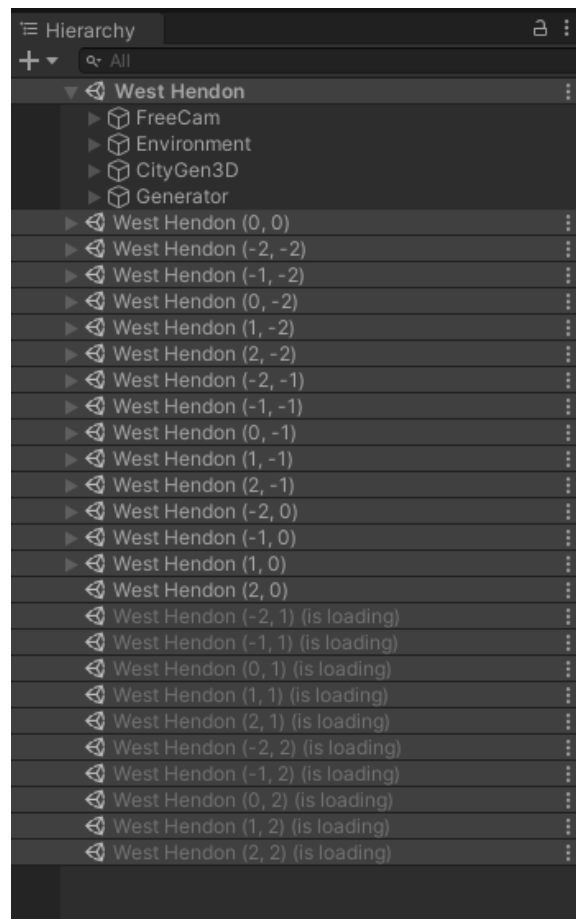 Hierarchy
All
West Hendon
FreeCam
Environment
CityGen3D
Generator
West Hendon (0, 0)
West Hendon (-2, -2)
West Hendon (-1, -2)
West Hendon (0, -2)
West Hendon (1, -2)
West Hendon (2, -2)
West Hendon (-2, -1)
West Hendon (-1, -1)
West Hendon (0, -1)
West Hendon (1, -1)
West Hendon (2, -1)
West Hendon (-2, 0)
West Hendon (-1, 0)
West Hendon (1, 0)
West Hendon (2, 0)
West Hendon (-2, 1) (is loading)
West Hendon (-1, 1) (is loading)
West Hendon (0, 1) (is loading)
West Hendon (1, 1) (is loading)
West Hendon (2, 1) (is loading)
West Hendon (-2, 2) (is loading)
West Hendon (-1, 2) (is loading)
West Hendon (0, 2) (is loading)
West Hendon (1, 2) (is loading)
West Hendon (2, 2) (is loading)